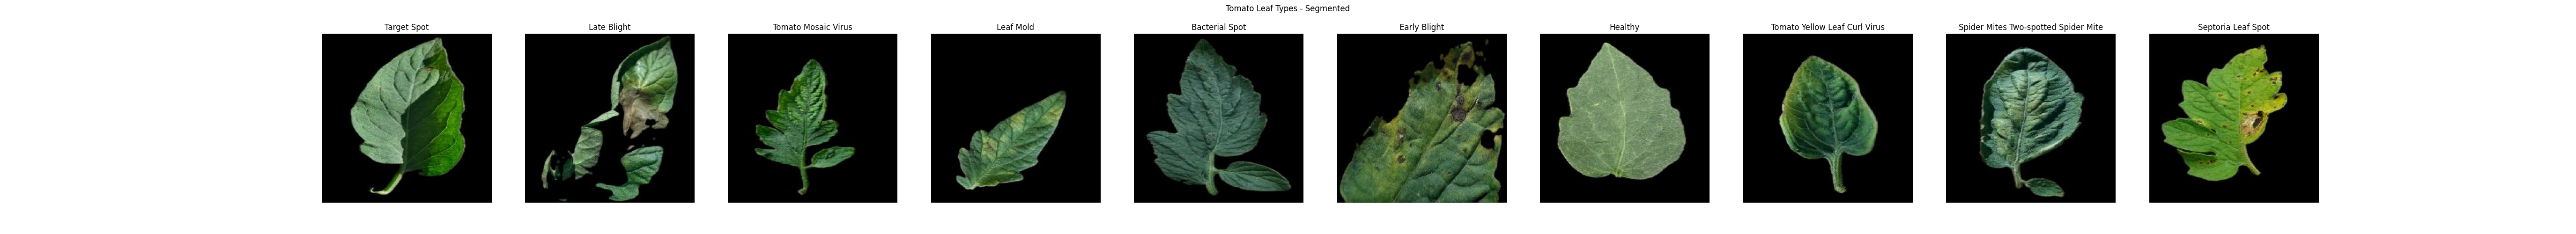 Tomato Leaf Types - Segmented
Target Spot
Late Blight
Tomato Mosaic Virus
Leaf Mold
Bacterial Spot
Early Blight
Healthy
Tomato Yellow Leaf Curl Virus
Spider Mites Two-spotted Spider Mite
Septoria Leaf Spot